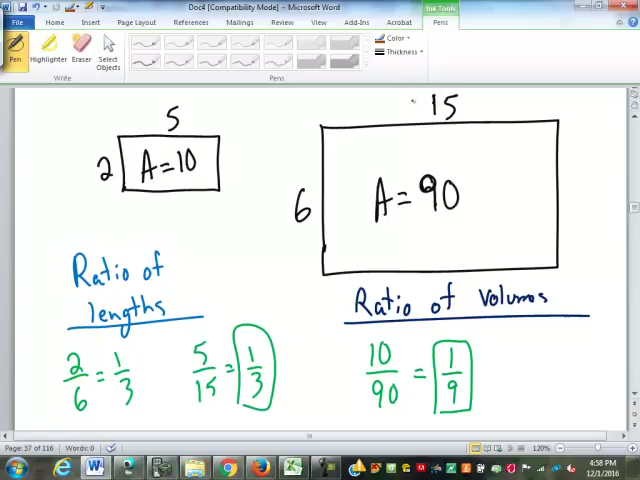 Doc4 [Compatibility Mode] - Microsoft Word
Ink Tools
File Home Insert Page Layout References Mailings Review View Add-Ins Acrobat Pens
Pen Highlighter Eraser Select Objects
Color
Thickness
Write Pens
5 15
2 A=10
6 A=90
Ratio of
lengths
Ratio of Volumes
2/6 = 1/3 5/15 = 1/3 10/90 = 1/9
Page: 37 of 116 Words: 0 120%
4:58 PM
12/1/2016